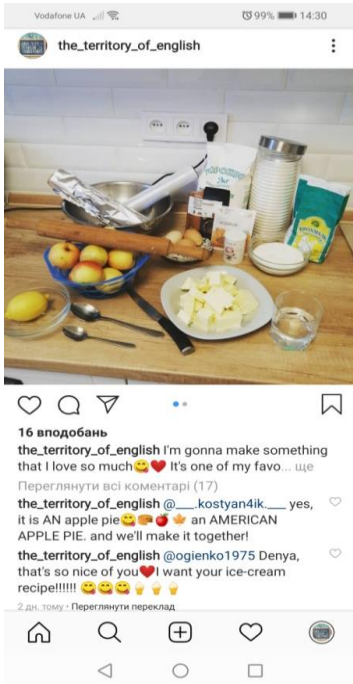 Vodafone UA 99% 14:30
the_territory_of_english
16 вподобань
the_territory_of_english I'm gonna make something
that I love so much😋❤️ It's one of my favo... ще
Переглянути всі коментарі (17)
the_territory_of_english @___.kostyan4ik.___ yes,
it is AN apple pie😋🥧🍎🍁 an AMERICAN
APPLE PIE. and we'll make it together!
the_territory_of_english @ogienko1975 Denya,
that's so nice of you❤️I want your ice-cream
recipe!!!!!! 😋😋😋🍦🍦🍦
2 дн. тому • Переглянути переклад